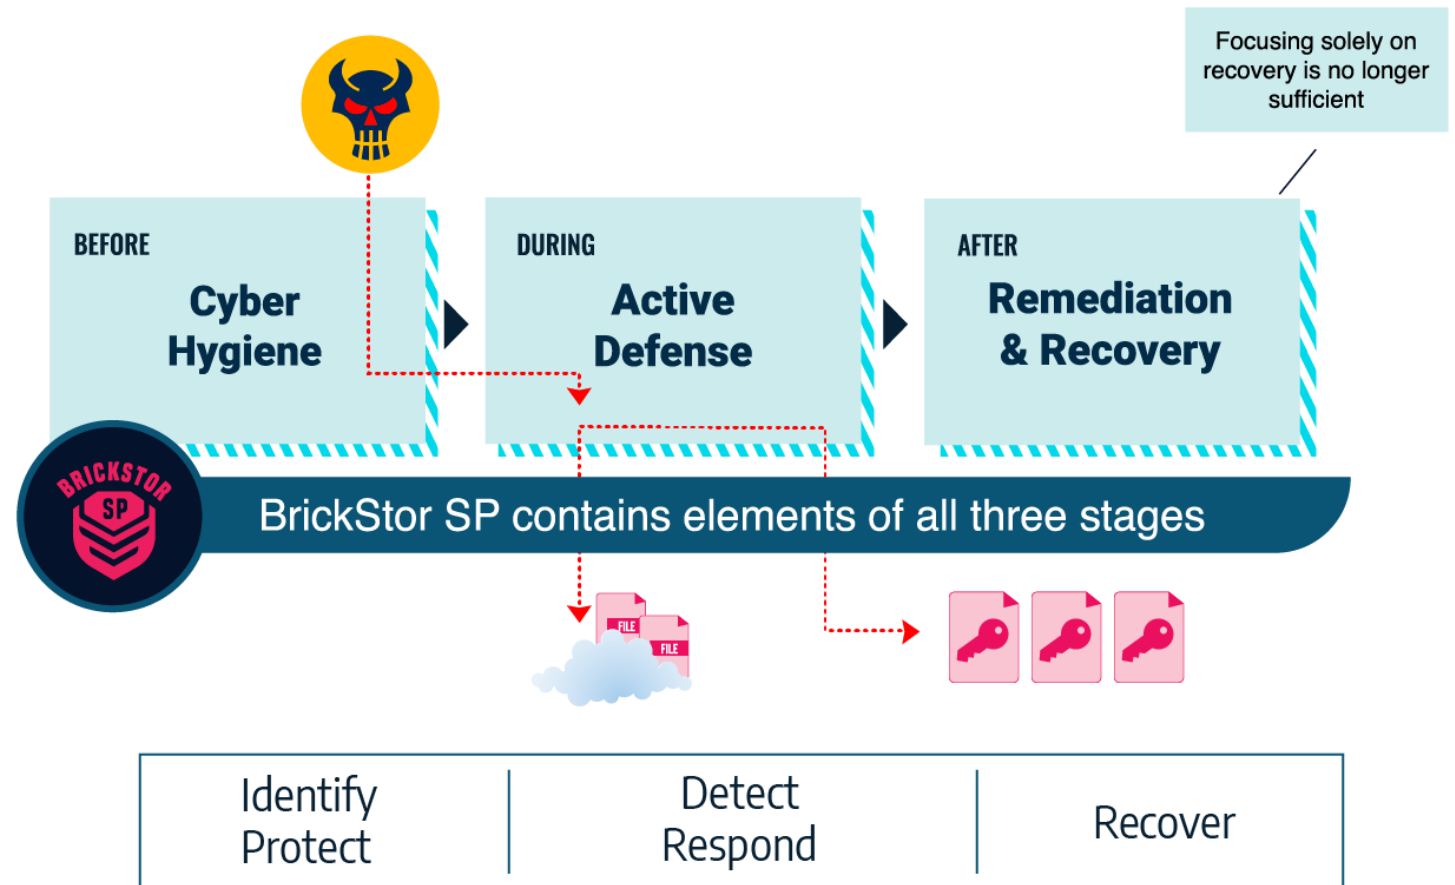 Focusing solely on
recovery is no longer
sufficient
BEFORE
Cyber
Hygiene
DURING
Active
Defense
AFTER
Remediation
& Recovery
BRICKSTOR
SP
BrickStor SP contains elements of all three stages
FILE
FILE
Identify
Protect
Detect
Respond
Recover